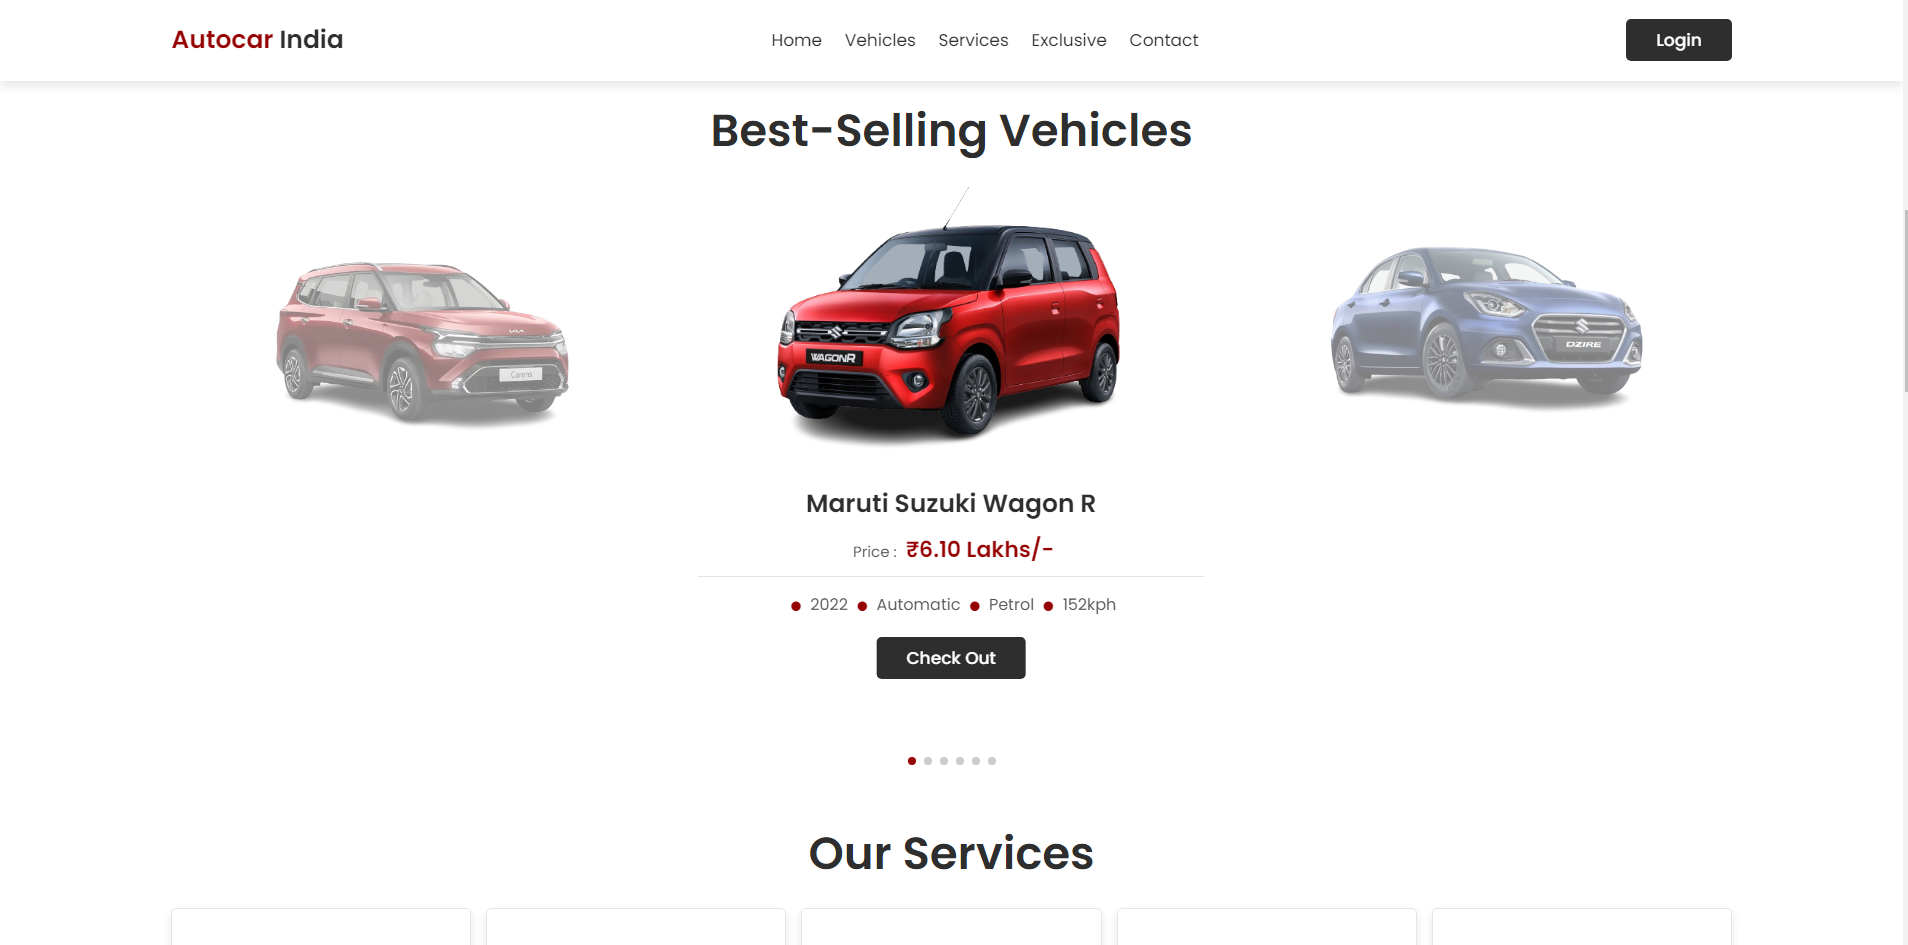 Autocar India
Home Vehicles Services Exclusive Contact
Login
Best-Selling Vehicles
Carens
WAGONR
DZIRE
Maruti Suzuki Wagon R
Price : ₹6.10 Lakhs/-
2022 Automatic Petrol 152kph
Check Out
Our Services